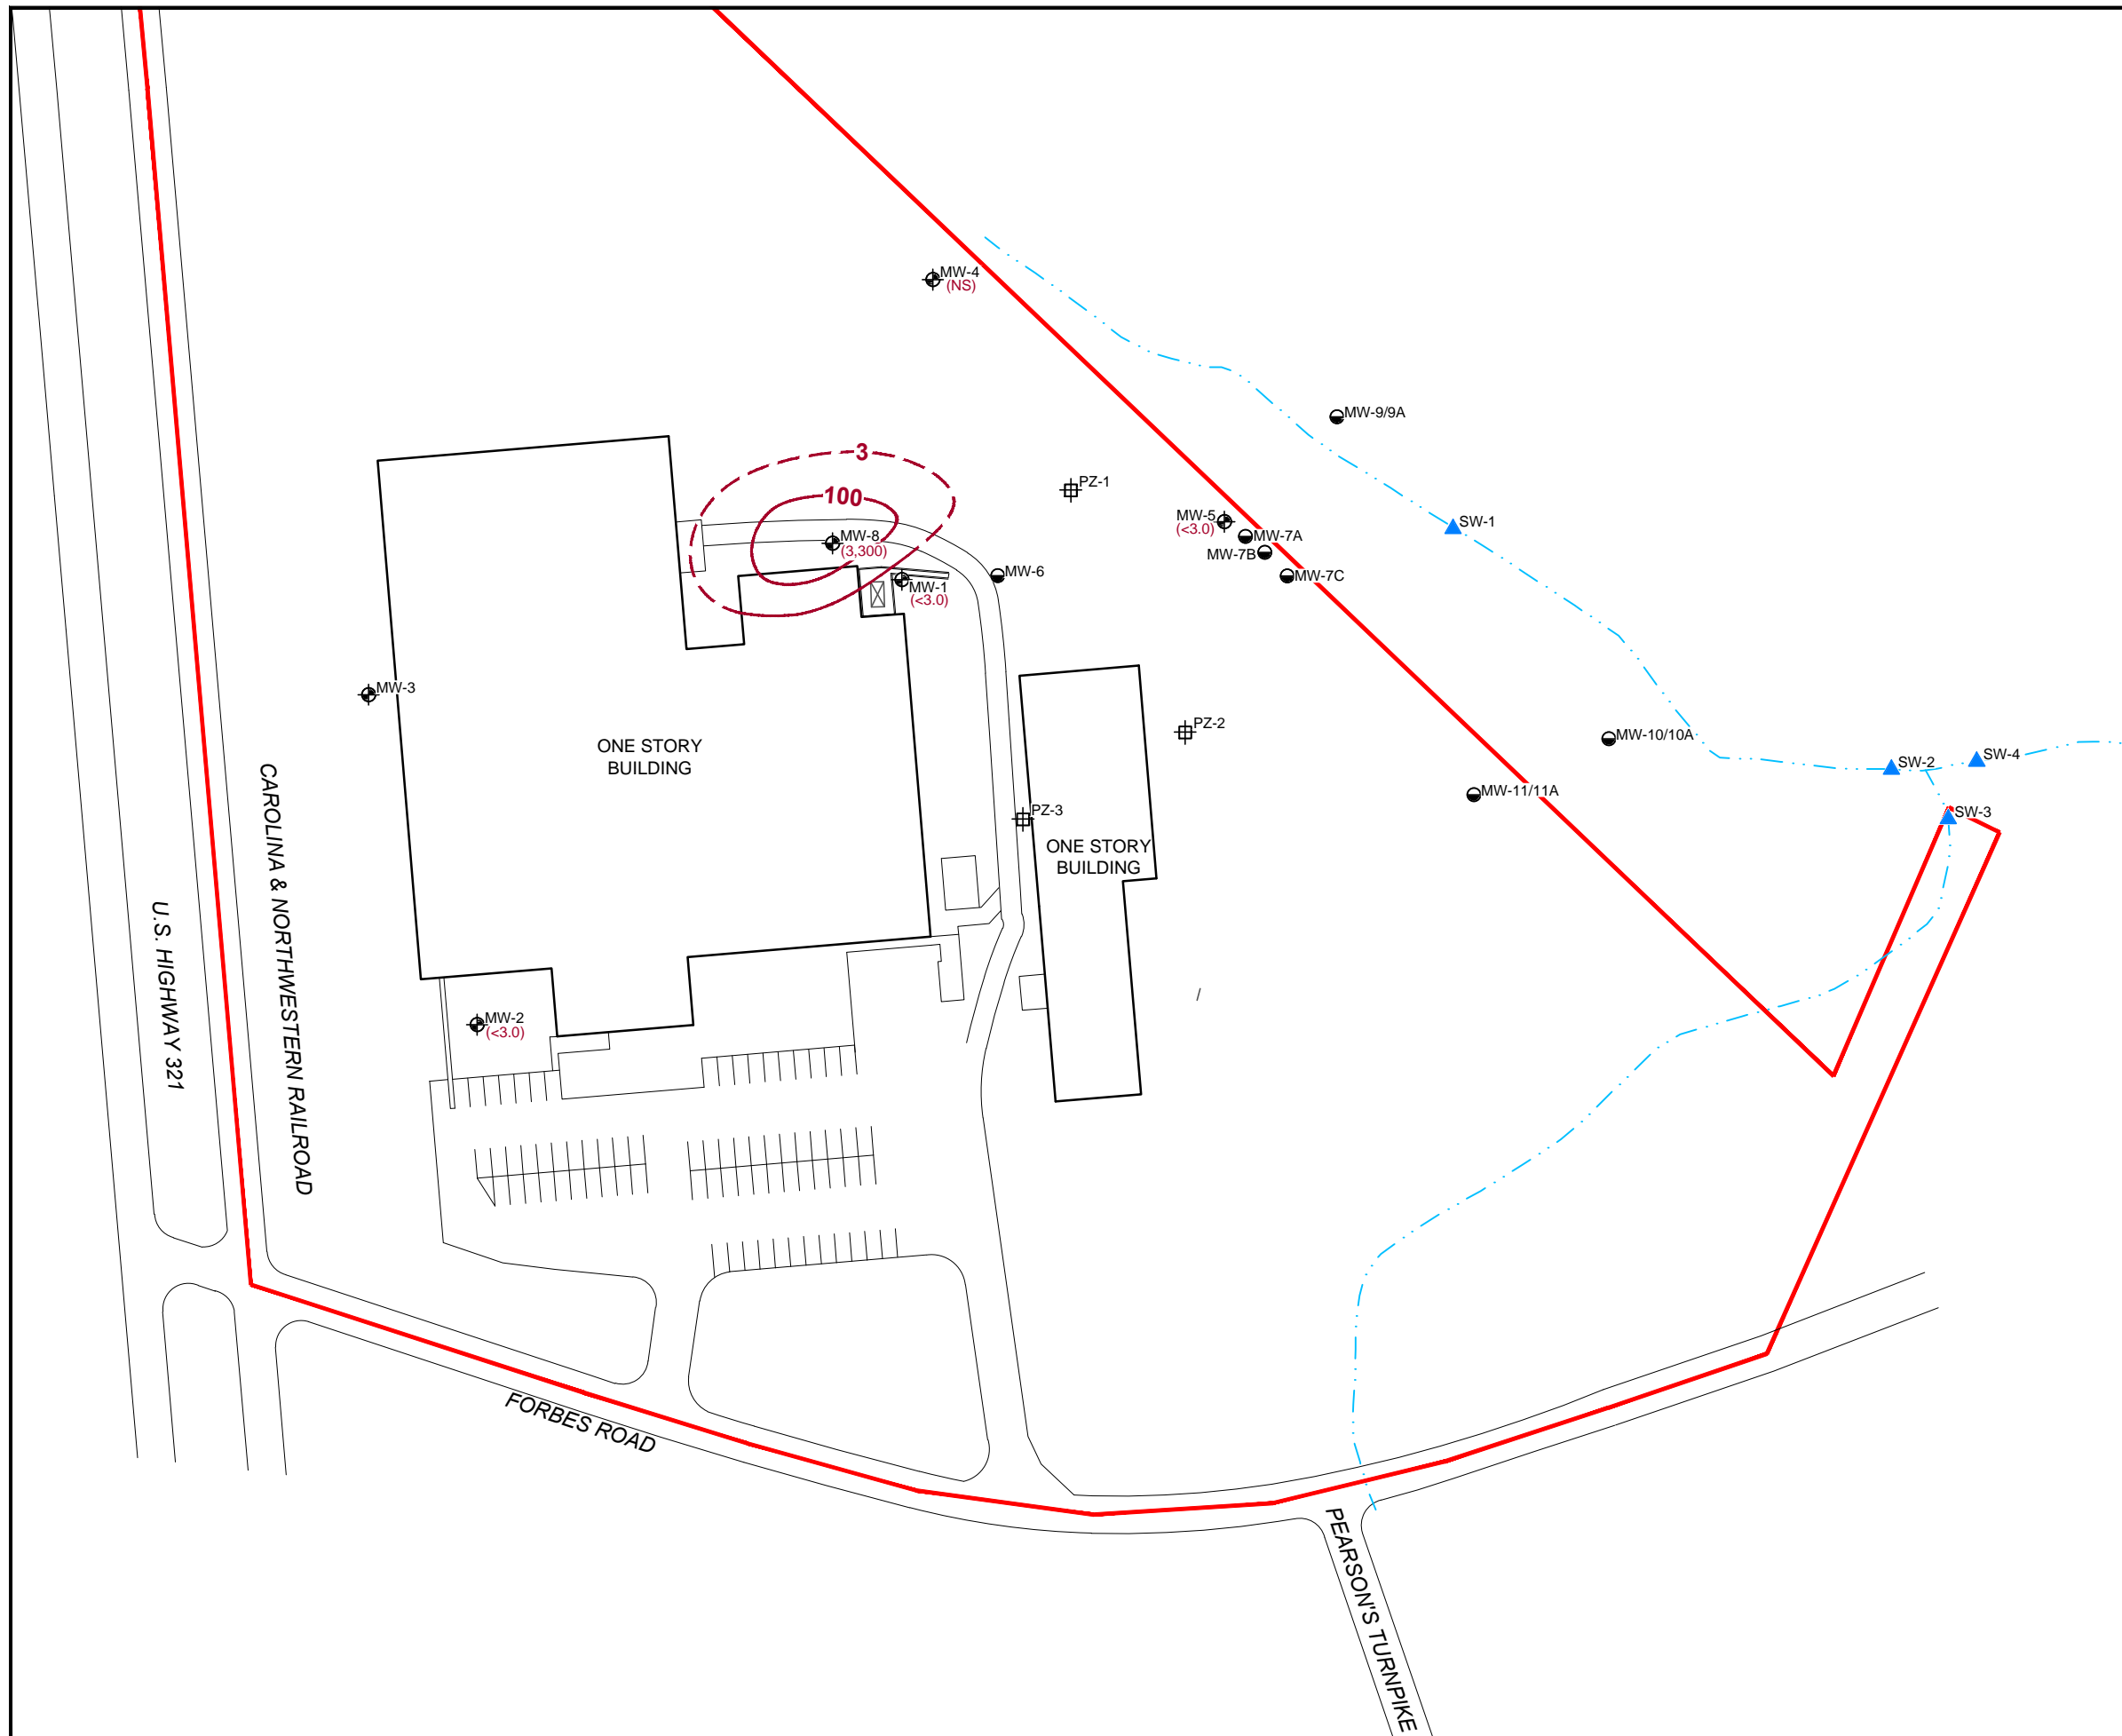 MW-4
(NS)
MW-9/9A
3
100
PZ-1
MW-5
(<3.0)
SW-1
MW-8
(3,300)
MW-7A
MW-7B
MW-6
MW-7C
MW-1
(<3.0)
MW-3
PZ-2
MW-10/10A
ONE STORY
BUILDING
SW-4
SW-2
MW-11/11A
PZ-3
SW-3
ONE STORY
BUILDING
CAROLINA & NORTHWESTERN RAILROAD
U.S. HIGHWAY 321
MW-2
(<3.0)
FORBES ROAD
PEARSON'S TURNPIKE